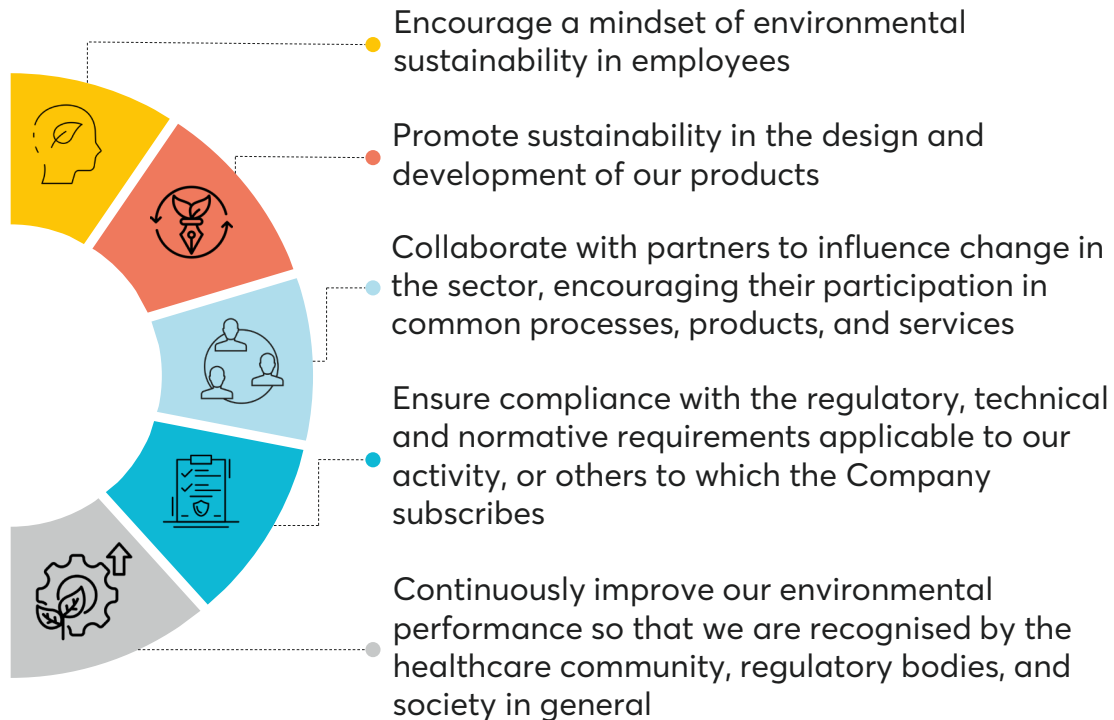 Encourage a mindset of environmental
sustainability in employees
Promote sustainability in the design and
development of our products
Collaborate with partners to influence change in
the sector, encouraging their participation in
common processes, products, and services
Ensure compliance with the regulatory, technical
and normative requirements applicable to our
activity, or others to which the Company
subscribes
Continuously improve our environmental
performance so that we are recognised by the
healthcare community, regulatory bodies, and
society in general